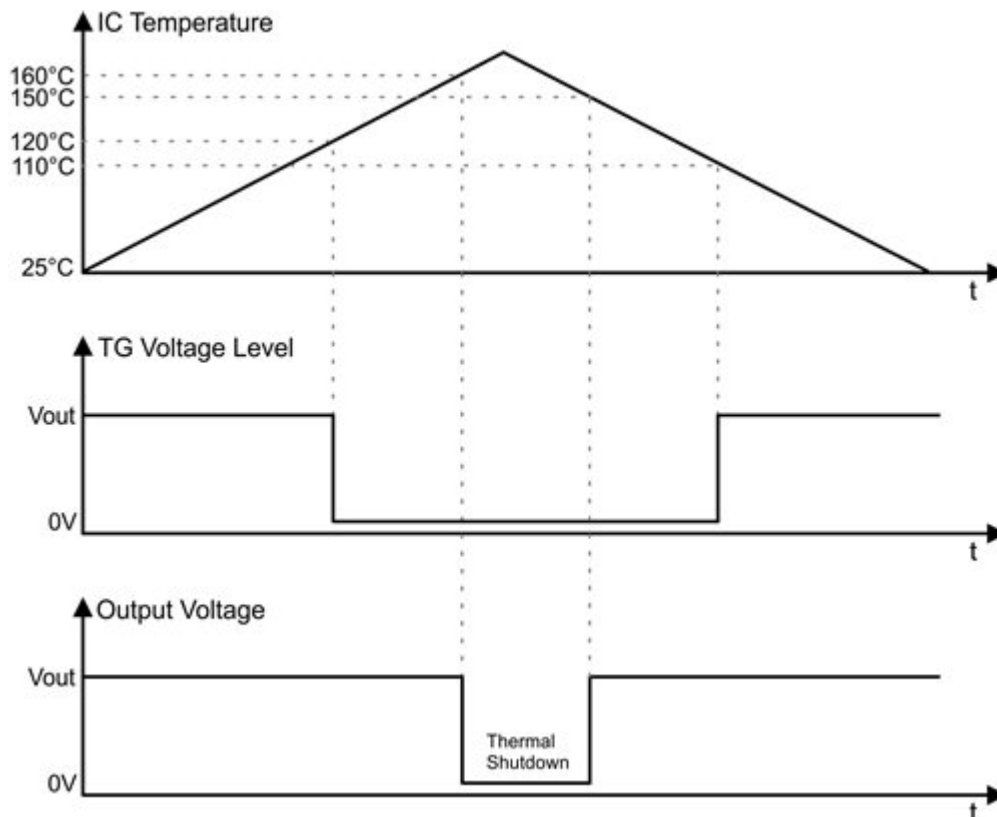 IC Temperature
160°C
150°C
120°C
110°C
25°C
t
TG Voltage Level
Vout
0V
t
Output Voltage
Vout
Thermal
Shutdown
0V
t